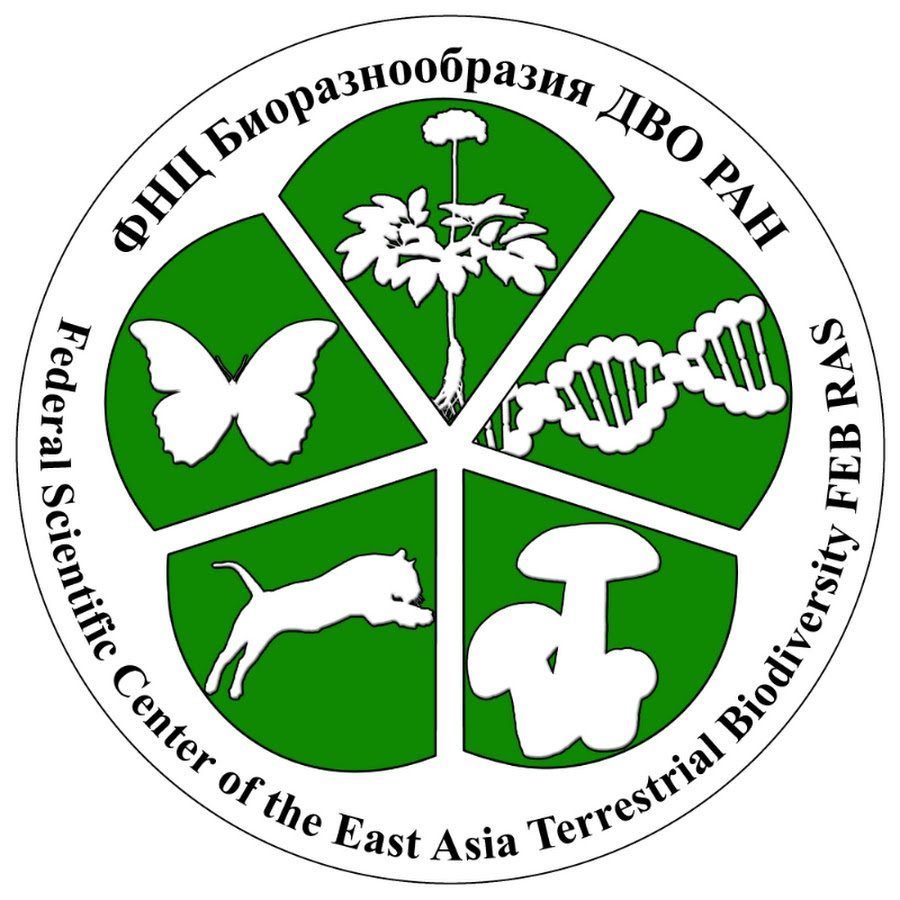 ФНЦ Биоразнообразия ДВО РАН
Federal Scientific Center of the East Asia Terrestrial Biodiversity FEB RAS